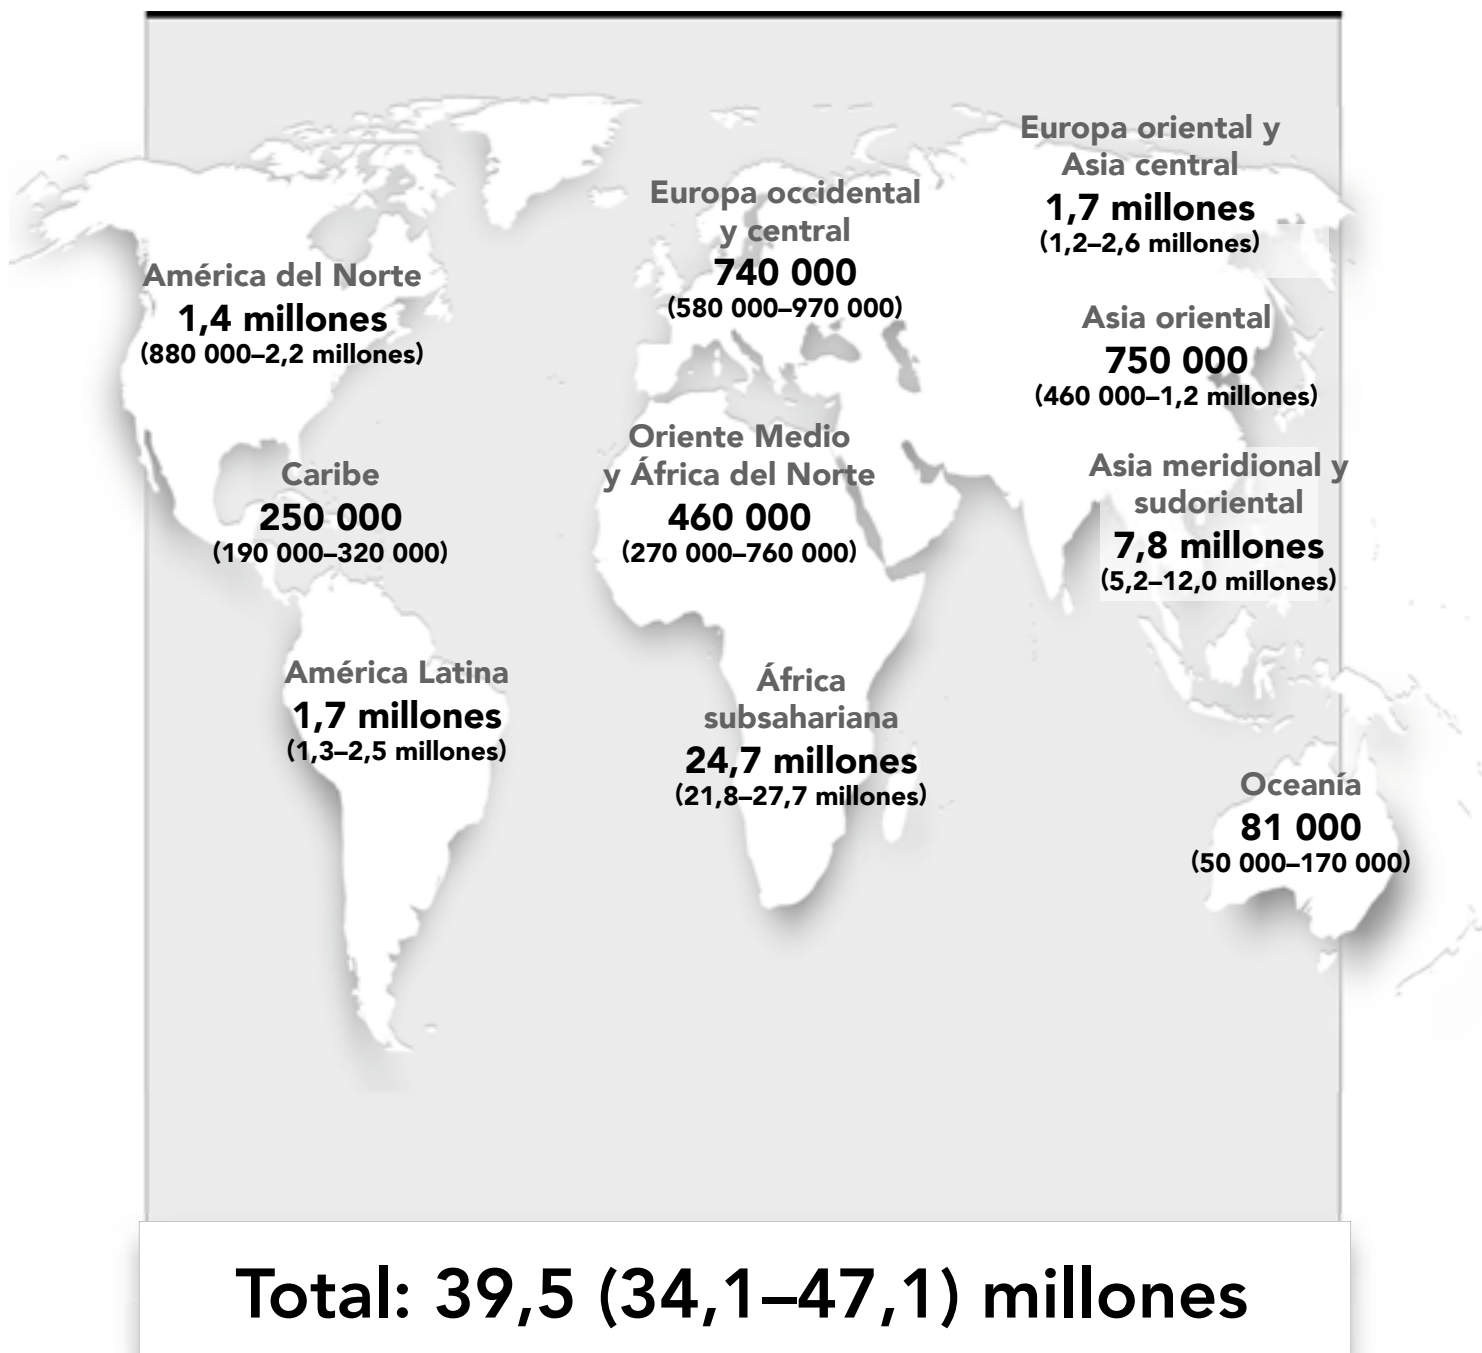 Europa oriental y
Asia central
1,7 millones
(1,2–2,6 millones)
Europa occidental
y central
740 000
(580 000–970 000)
América del Norte
1,4 millones
(880 000–2,2 millones)
Asia oriental
750 000
(460 000–1,2 millones)
Oriente Medio
y África del Norte
460 000
(270 000–760 000)
Caribe
250 000
(190 000–320 000)
Asia meridional y
sudoriental
7,8 millones
(5,2–12,0 millones)
América Latina
1,7 millones
(1,3–2,5 millones)
África
subsahariana
24,7 millones
(21,8–27,7 millones)
Oceanía
81 000
(50 000–170 000)
Total: 39,5 (34,1–47,1) millones